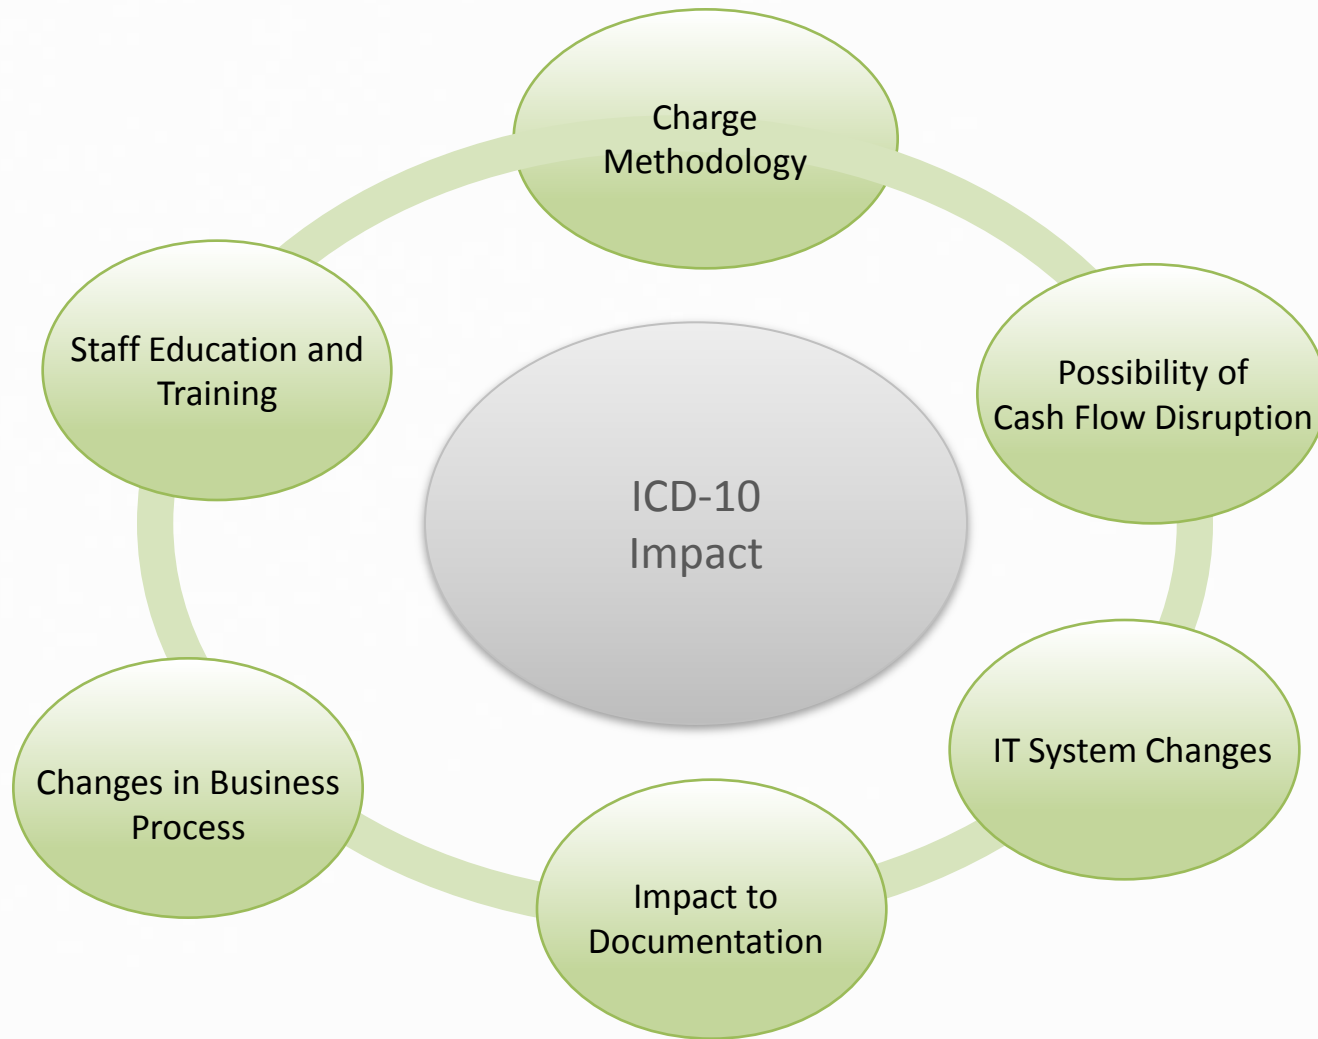 Charge
Methodology
Staff Education and
Training
Possibility of
Cash Flow Disruption
ICD-10
Impact
IT System Changes
Changes in Business
Process
Impact to
Documentation